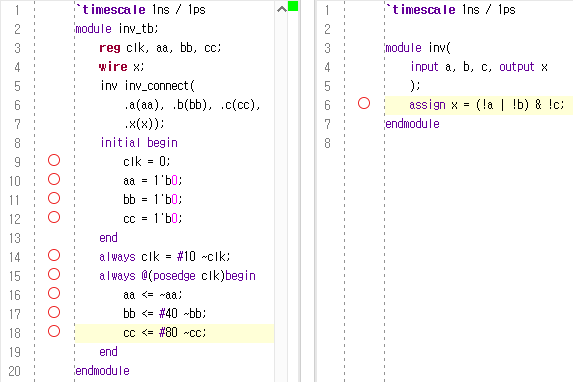 1 `timescale 1ns / 1ps
2 module inv_tb;
3 reg clk, aa, bb, cc;
4 wire x;
5 inv inv_connect(
6 .a(aa), .b(bb), .c(cc),
7 .x(x));
8 initial begin
9 clk = 0;
10 aa = 1'b0;
11 bb = 1'b0;
12 cc = 1'b0;
13 end
14 always clk = #10 ~clk;
15 always @(posedge clk)begin
16 aa <= ~aa;
17 bb <= #40 ~bb;
18 cc <= #80 ~cc;
19 end
20 endmodule
1 `timescale 1ns / 1ps
2
3 module inv(
4 input a, b, c, output x
5 );
6 assign x = (!a | !b) & !c;
7 endmodule
8